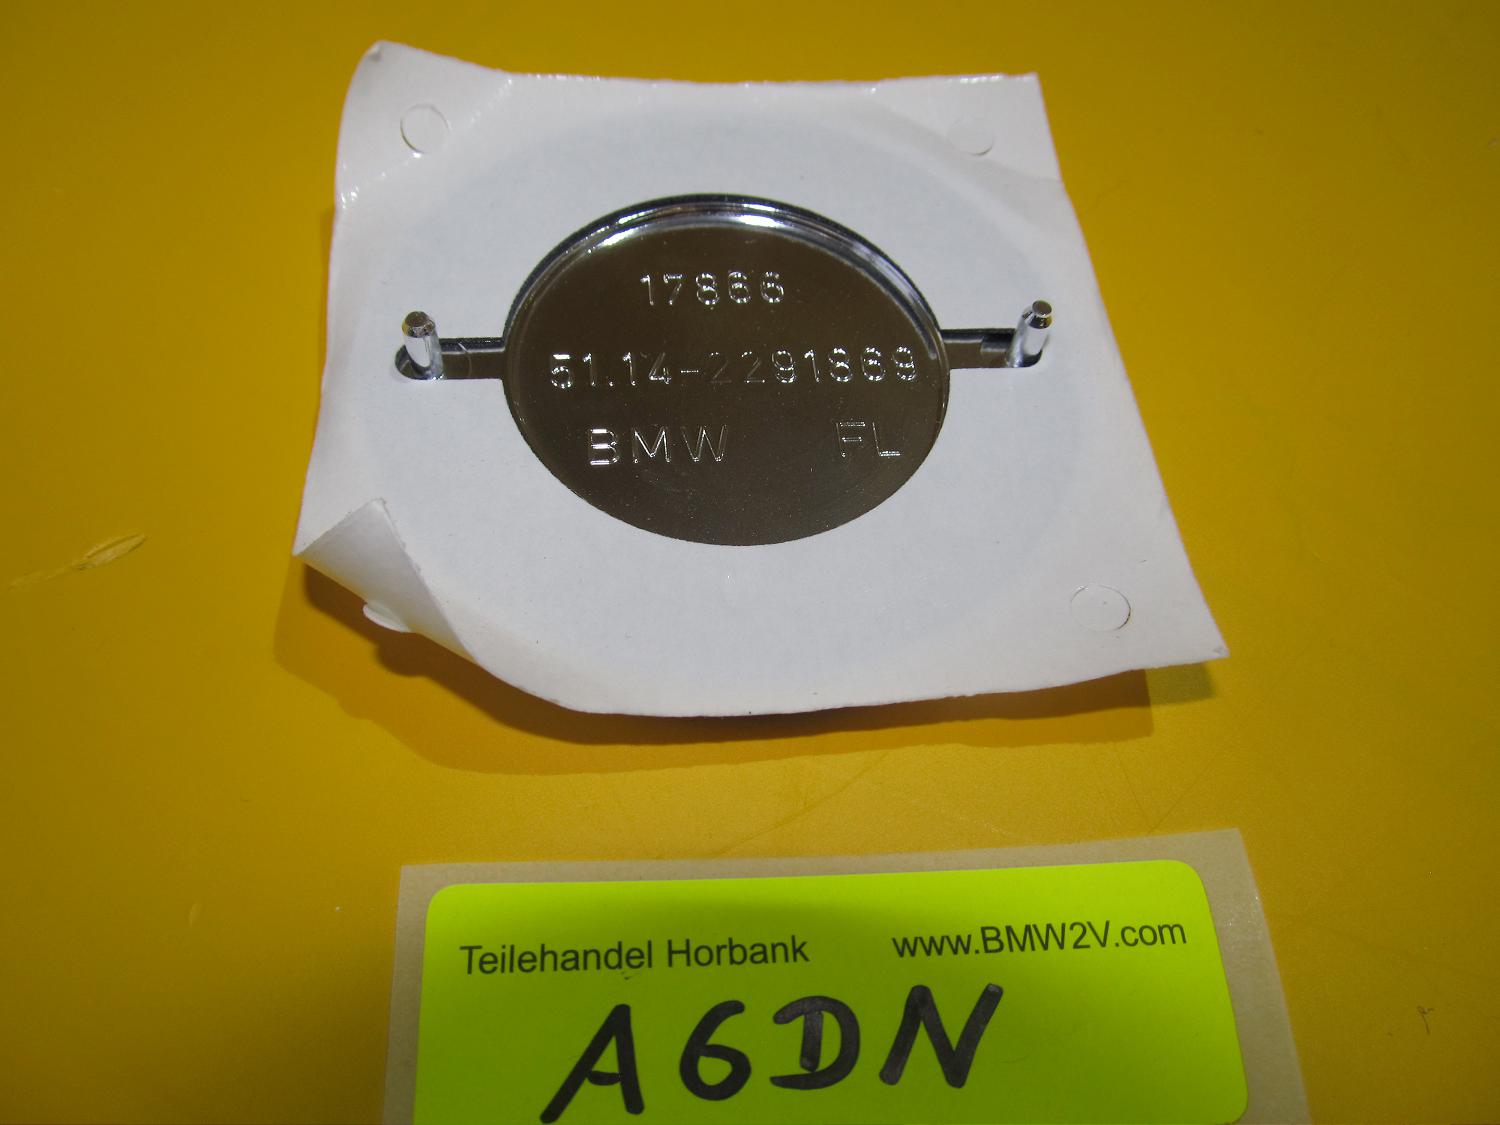 17866
51.14-2291869
BMW FL
Teilehandel Horbank www.BMW2V.com
A6DN